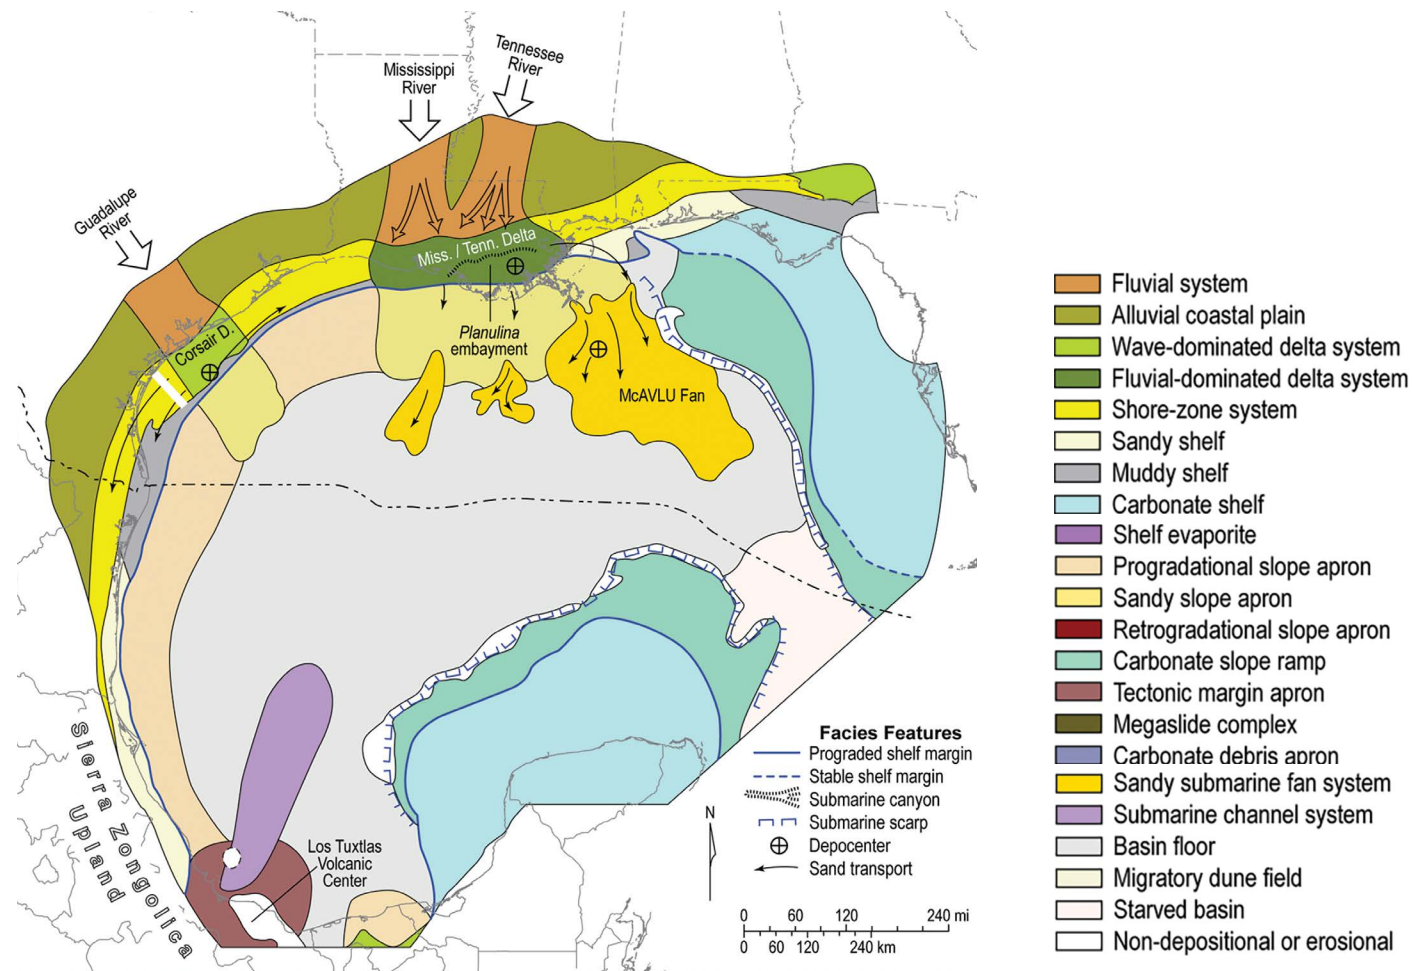 Tennessee
River
Mississippi
River
Guadalupe
River
Miss. / Tenn. Delta
Corsair D.
Planulina
embayment
McAVLU Fan
Sierra Zongolica
Upland
Los Tuxtlas
Volcanic
Center
Facies Features
Prograded shelf margin
Stable shelf margin
Submarine canyon
Submarine scarp
Depocenter
Sand transport
N
0 60 120 240 mi
0 60 120 240 km
Fluvial system
Alluvial coastal plain
Wave-dominated delta system
Fluvial-dominated delta system
Shore-zone system
Sandy shelf
Muddy shelf
Carbonate shelf
Shelf evaporite
Progradational slope apron
Sandy slope apron
Retrogradational slope apron
Carbonate slope ramp
Tectonic margin apron
Megaslide complex
Carbonate debris apron
Sandy submarine fan system
Submarine channel system
Basin floor
Migratory dune field
Starved basin
Non-depositional or erosional